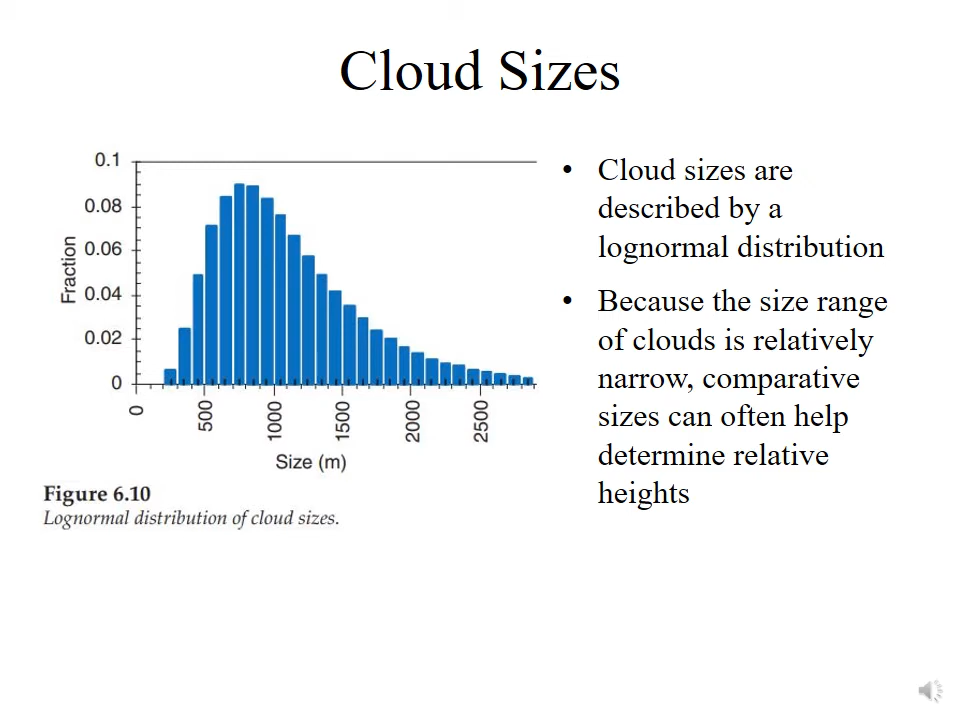 Cloud Sizes
0.1
0.08
0.06
0.04
0.02
0
Fraction
0
500
1000
1500
2000
2500
Size (m)
Figure 6.10
Lognormal distribution of cloud sizes.
• Cloud sizes are
described by a
lognormal distribution
• Because the size range
of clouds is relatively
narrow, comparative
sizes can often help
determine relative
heights